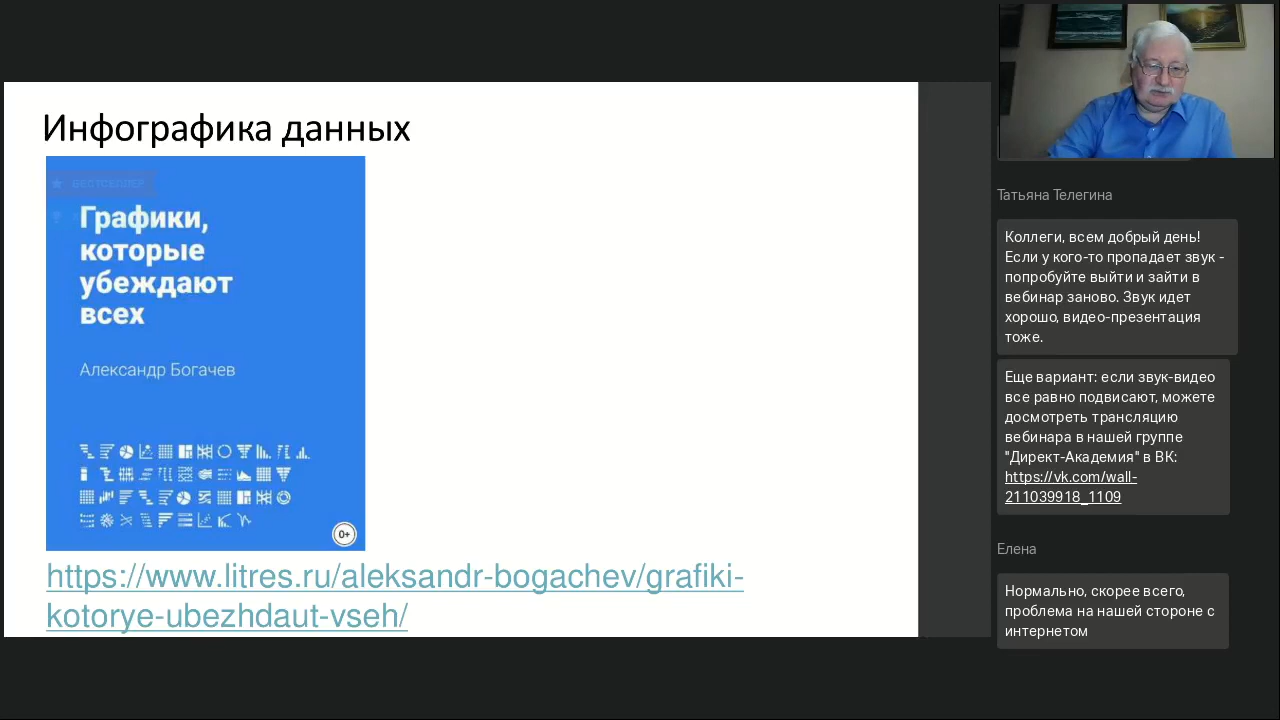 Инфографика данных
БЕСТСЕЛЛЕР
Графики,
которые
убеждают
всех
Александр Богачев
0+
https://www.litres.ru/aleksandr-bogachev/grafiki-
kotorye-ubezhdaut-vseh/
Татьяна Телегина
Коллеги, всем добрый день!
Если у кого-то пропадает звук -
попробуйте выйти и зайти в
вебинар заново. Звук идет
хорошо, видео-презентация
тоже.
Еще вариант: если звук-видео
все равно подвисают, можете
досмотреть трансляцию
вебинара в нашей группе
"Директ-Академия" в ВК:
https://vk.com/wall-
211039918_1109
Елена
Нормально, скорее всего,
проблема на нашей стороне с
интернетом